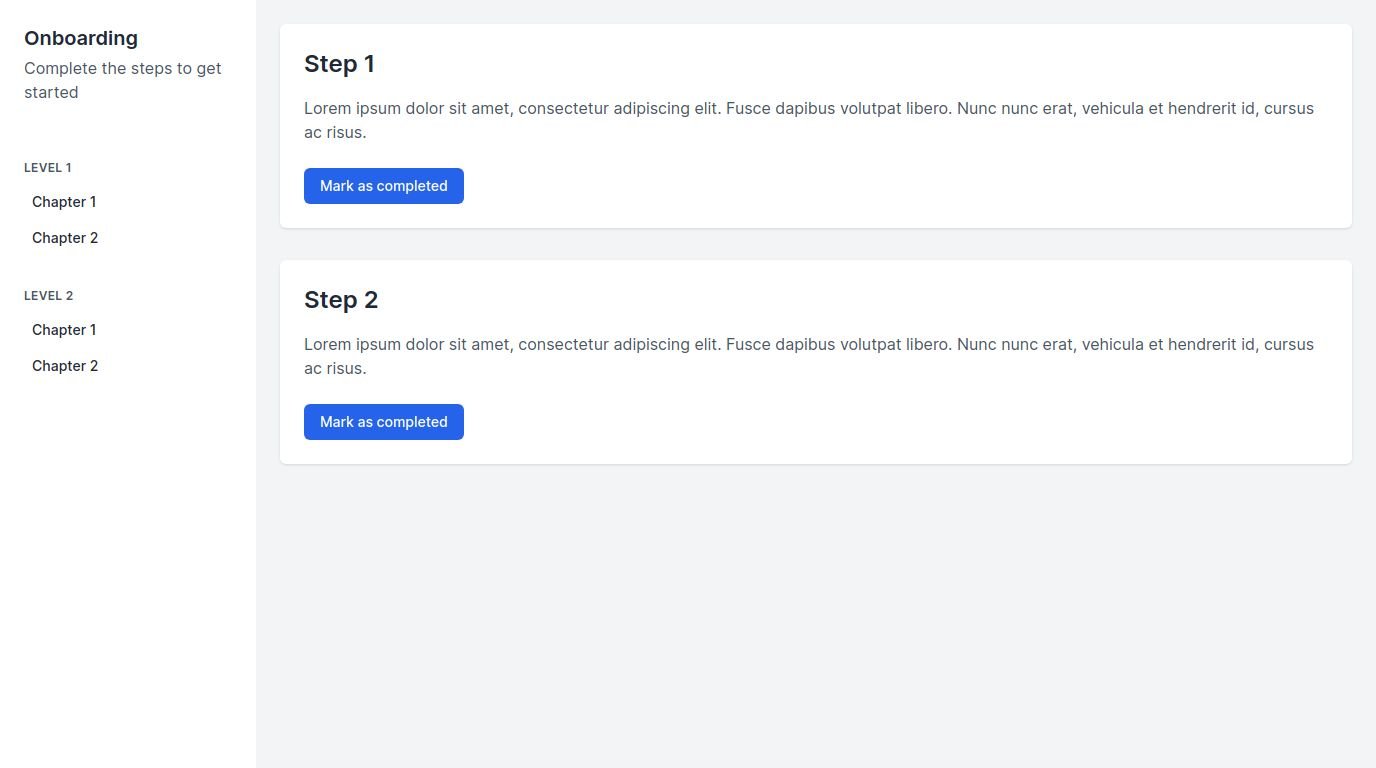 Onboarding
Complete the steps to get
started
LEVEL 1
Chapter 1
Chapter 2
LEVEL 2
Chapter 1
Chapter 2
Step 1
Lorem ipsum dolor sit amet, consectetur adipiscing elit. Fusce dapibus volutpat libero. Nunc nunc erat, vehicula et hendrerit id, cursus
ac risus.
Mark as completed
Step 2
Lorem ipsum dolor sit amet, consectetur adipiscing elit. Fusce dapibus volutpat libero. Nunc nunc erat, vehicula et hendrerit id, cursus
ac risus.
Mark as completed